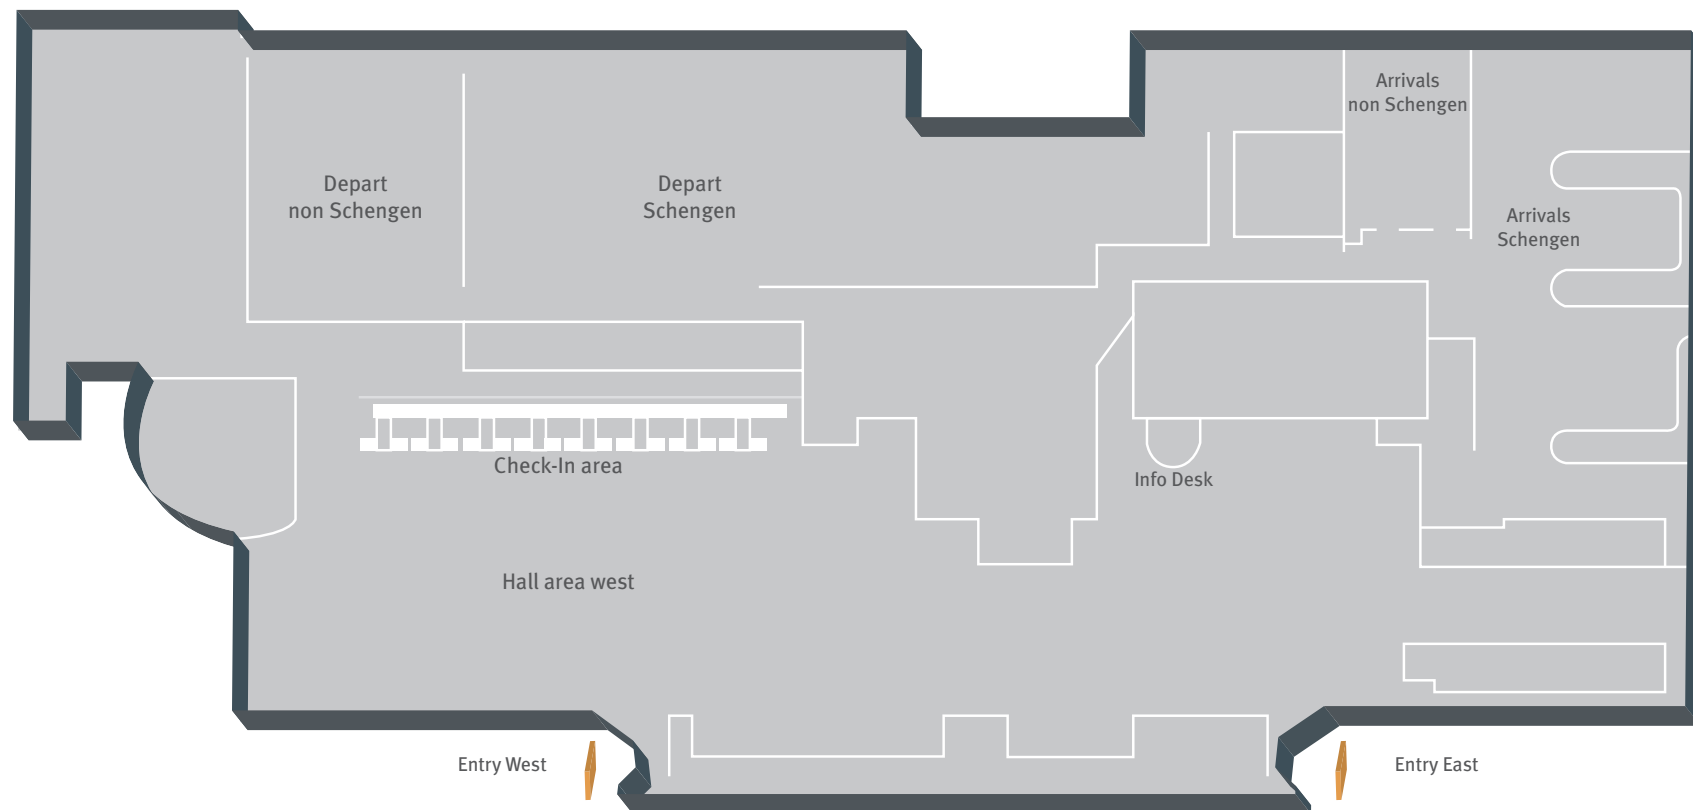 Arrivals
non Schengen
Depart
non Schengen
Depart
Schengen
Arrivals
Schengen
Check-In area
Info Desk
Hall area west
Entry West
Entry East